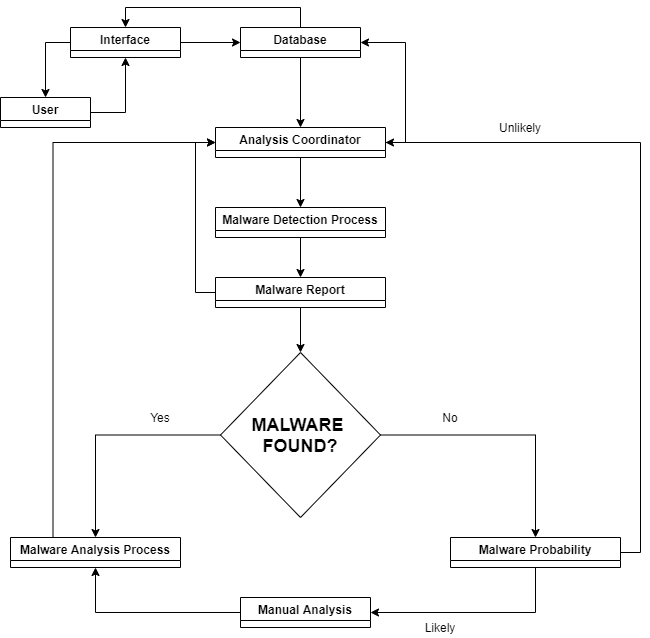 Interface
Database
User
Analysis Coordinator
Unlikely
Malware Detection Process
Malware Report
Yes
MALWARE
FOUND?
No
Malware Analysis Process
Malware Probability
Manual Analysis
Likely